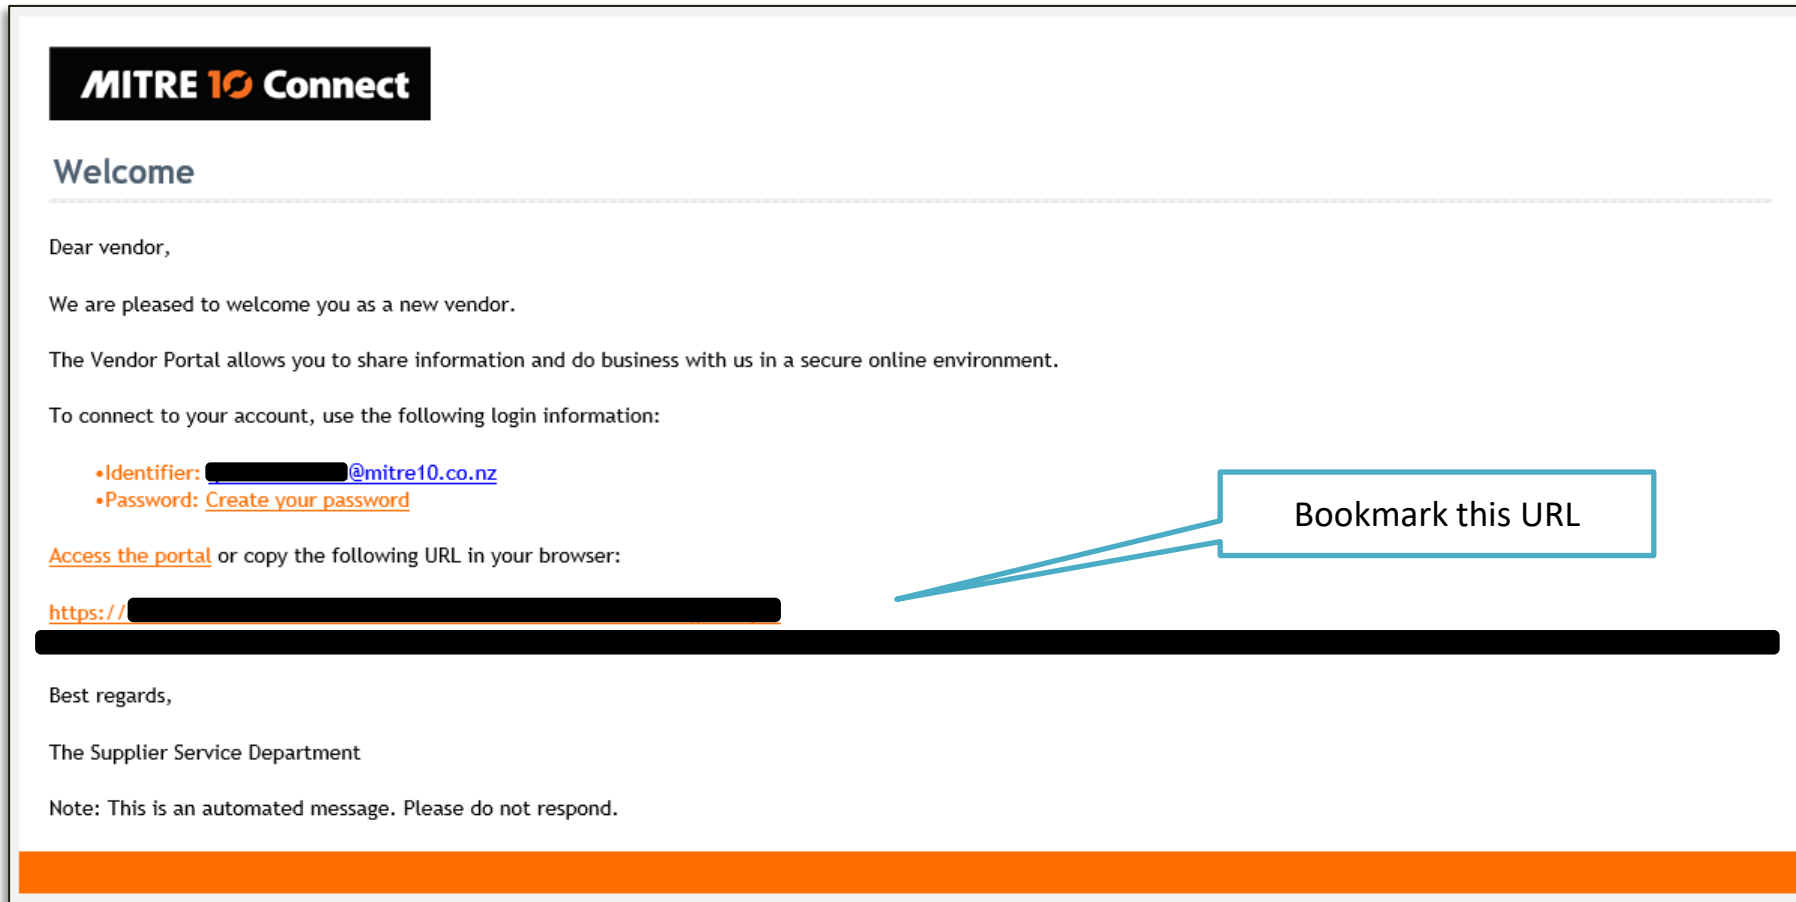 MITRE 10 Connect
Welcome
Dear vendor,
We are pleased to welcome you as a new vendor.
The Vendor Portal allows you to share information and do business with us in a secure online environment.
To connect to your account, use the following login information:
•Identifier: @mitre10.co.nz
•Password: Create your password
Bookmark this URL
Access the portal or copy the following URL in your browser:
https://
Best regards,
The Supplier Service Department
Note: This is an automated message. Please do not respond.